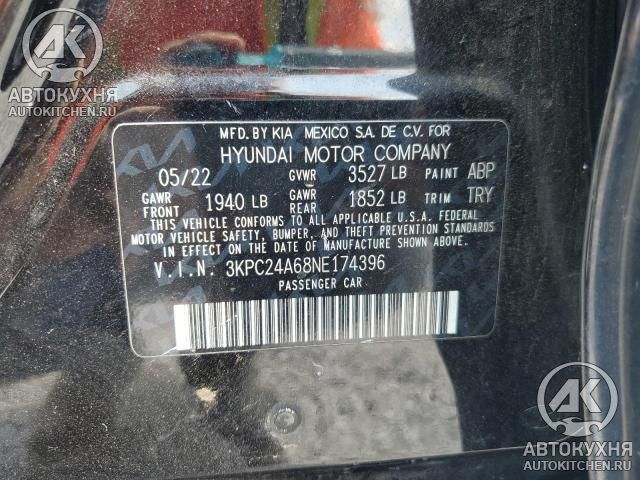 АК
АВТОКУХНЯ
AUTOKITCHEN.RU
MFD. BY KIA MEXICO S.A. DE C.V. FOR
HYUNDAI MOTOR COMPANY
05/22 GVWR 3527 LB PAINT ABP
GAWR FRONT 1940 LB GAWR REAR 1852 LB TRIM TRY
THIS VEHICLE CONFORMS TO ALL APPLICABLE U.S.A. FEDERAL
MOTOR VEHICLE SAFETY, BUMPER, AND THEFT PREVENTION STANDARDS
IN EFFECT ON THE DATE OF MANUFACTURE SHOWN ABOVE.
V.I.N. 3KPC24A68NE174396
PASSENGER CAR
АК
АВТОКУХНЯ
AUTOKITCHEN.RU